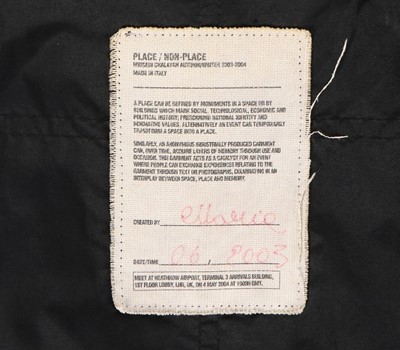 PLACE / NON-PLACE
HUSSEIN CHALAYAN AUTUMN/WINTER 2003-2004
MADE IN ITALY
A PLACE CAN BE DEFINED BY MONUMENTS IN A SPACE OR BY
BUILDINGS WHICH MARK SOCIAL, TECHNOLOGICAL, ECONOMIC AND
POLITICAL HISTORY; PRESCRIBING NATIONAL IDENTITY AND
NORMATIVE VALUES. ALTERNATIVELY AN EVENT CAN TEMPORARILY
TRANSFORM A SPACE INTO A PLACE.
SIMILARLY, AN ANONYMOUS INDUSTRIALLY PRODUCED GARMENT
CAN, OVER TIME, ACCRUE LAYERS OF MEMORY THROUGH USE AND
OCCASION. THIS GARMENT ACTS AS A CATALYST FOR AN EVENT
WHERE PEOPLE CAN EXCHANGE EXPERIENCES RELATING TO THE
GARMENT THROUGH TEXT OR PHOTOGRAPHS, CULMINATING IN AN
INTERPLAY BETWEEN SPACE, PLACE AND MEMORY.
CREATED BY
DATE/TIME 06, 2003
MEET AT HEATHROW AIRPORT, TERMINAL 3 ARRIVALS BUILDING,
1ST FLOOR LOBBY, LHR, UK, ON 4 MAY 2004 AT 1500H GMT.